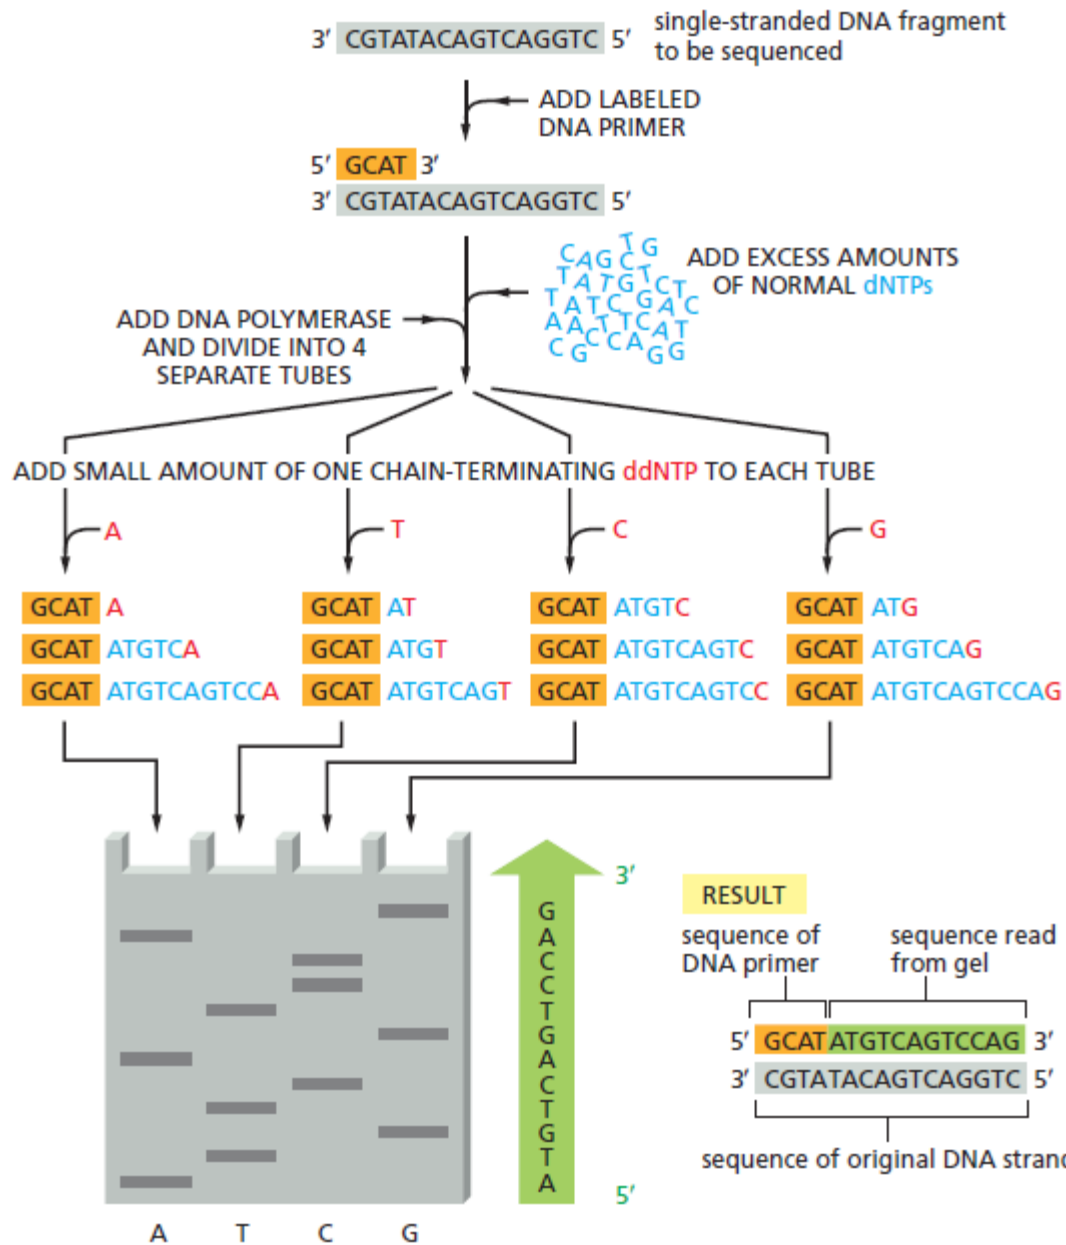 3′ CGTATACAGTCAGGTC 5′
single-stranded DNA fragment
to be sequenced
ADD LABELED
DNA PRIMER
5′ GCAT 3′
3′ CGTATACAGTCAGGTC 5′
ADD EXCESS AMOUNTS
OF NORMAL dNTPs
ADD DNA POLYMERASE
AND DIVIDE INTO 4
SEPARATE TUBES
ADD SMALL AMOUNT OF ONE CHAIN-TERMINATING ddNTP TO EACH TUBE
A T C G
GCAT A GCAT AT GCAT ATGTC GCAT ATG
GCAT ATGTCA GCAT ATGT GCAT ATGTCAGTC GCAT ATGTCAG
GCAT ATGTCAGTCCA GCAT ATGTCAGT GCAT ATGTCAGTCC GCAT ATGTCAGTCCAG
3′
G
A
C
C
T
G
A
C
T
G
T
A
5′
A T C G
RESULT
sequence of
DNA primer
sequence read
from gel
5′ GCATATGTCAGTCCAG 3′
3′ CGTATACAGTCAGGTC 5′
sequence of original DNA strand